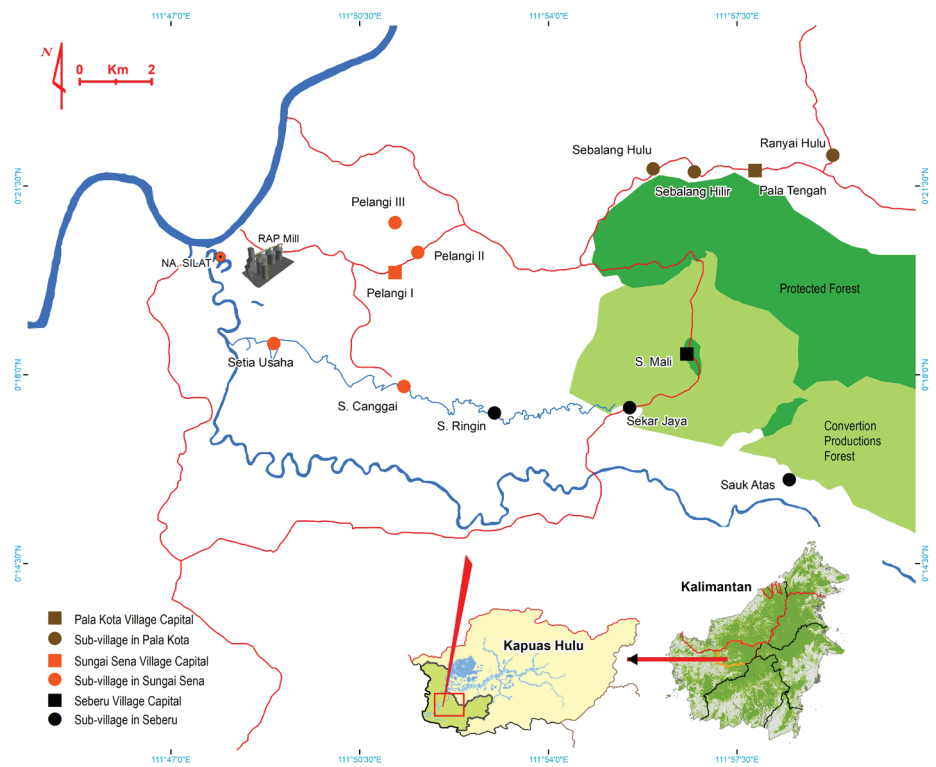 111°47'0"E
111°50'30"E
111°54'0"E
111°57'30"E
N
0 Km 2
0°21'30"N
0°21'30"N
Ranyai Hulu
Sebalang Hulu
Sebalang Hilir
Pala Tengah
Pelangi III
RAP Mill
NA. SILAT
Pelangi II
Pelangi I
Protected Forest
Setia Usaha
S. Mali
0°18'0"N
0°18'0"N
S. Canggai
S. Ringin
Sekar Jaya
Convertion
Productions
Forest
Sauk Atas
0°14'30"N
0°14'30"N
Kalimantan
Kapuas Hulu
Pala Kota Village Capital
Sub-village in Pala Kota
Sungai Sena Village Capital
Sub-village in Sungai Sena
Seberu Village Capital
Sub-village in Seberu
111°47'0"E
111°50'30"E
111°54'0"E
111°57'30"E